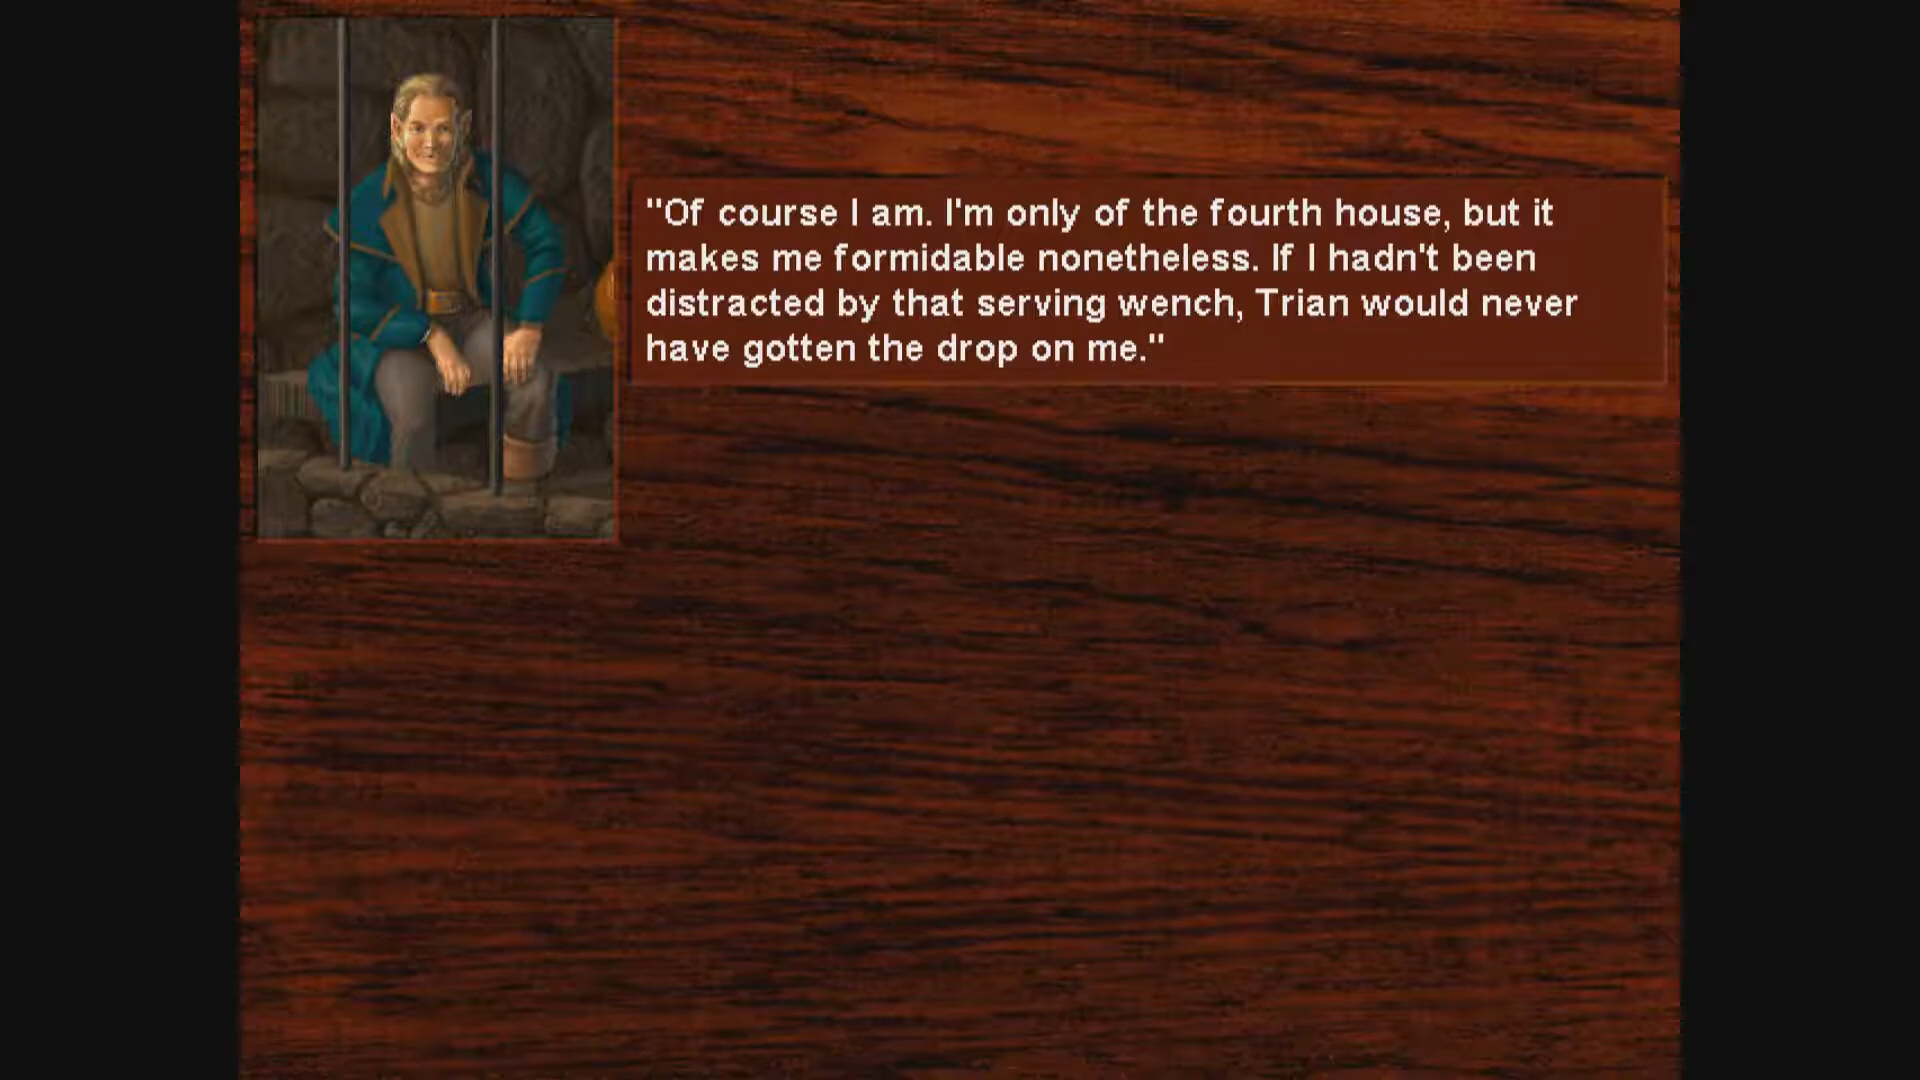 "Of course I am. I'm only of the fourth house, but it
makes me formidable nonetheless. If I hadn't been
distracted by that serving wench, Trian would never
have gotten the drop on me."